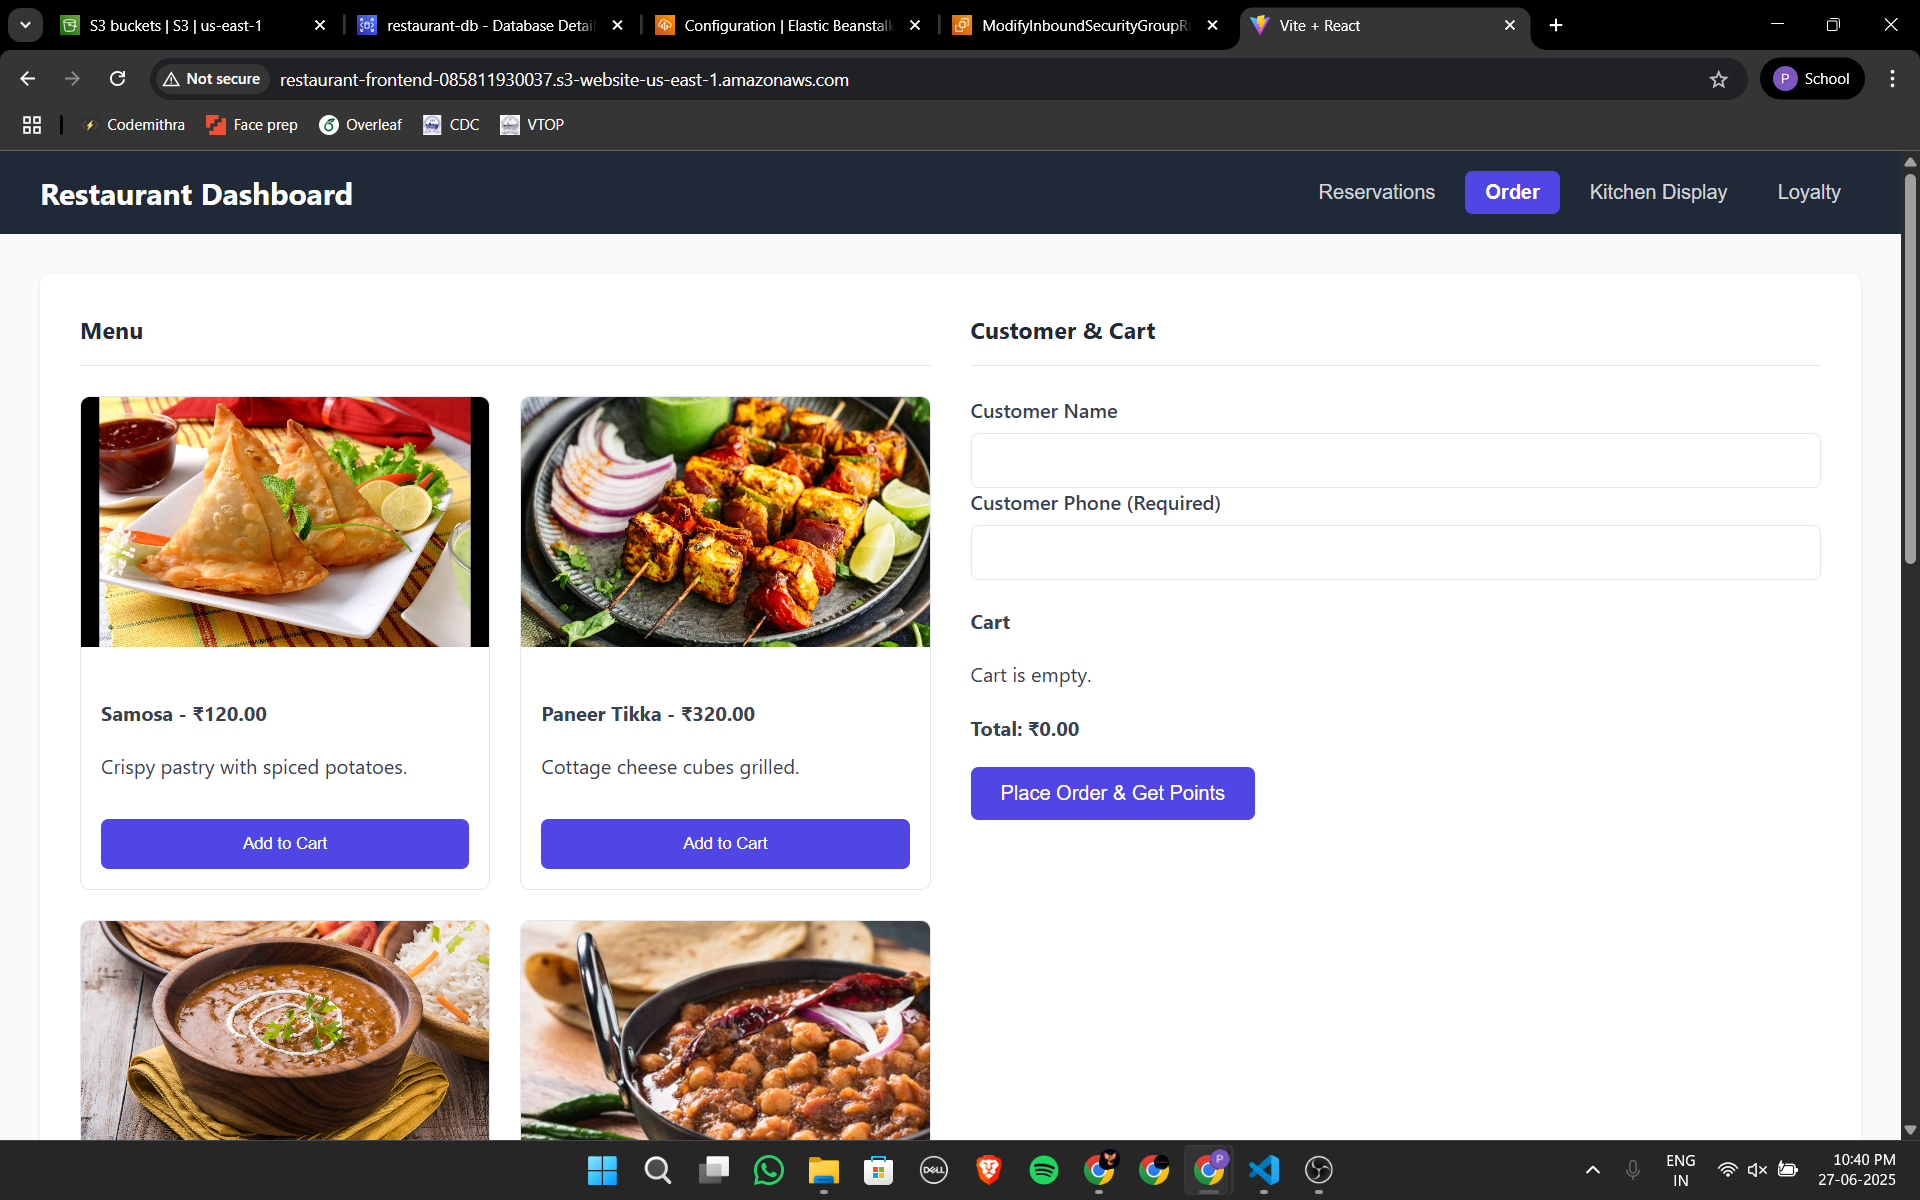 S3 buckets | S3 | us-east-1
restaurant-db - Database Detail
Configuration | Elastic Beanstalk
ModifyInboundSecurityGroupR
Vite + React
Not secure
restaurant-frontend-085811930037.s3-website-us-east-1.amazonaws.com
P School
Codemithra
Face prep
Overleaf
CDC
VTOP
Restaurant Dashboard
Reservations
Order
Kitchen Display
Loyalty
Menu
Samosa - ₹120.00
Crispy pastry with spiced potatoes.
Add to Cart
Paneer Tikka - ₹320.00
Cottage cheese cubes grilled.
Add to Cart
Customer & Cart
Customer Name
Customer Phone (Required)
Cart
Cart is empty.
Total: ₹0.00
Place Order & Get Points
DELL
P
ENG
IN
10:40 PM
27-06-2025